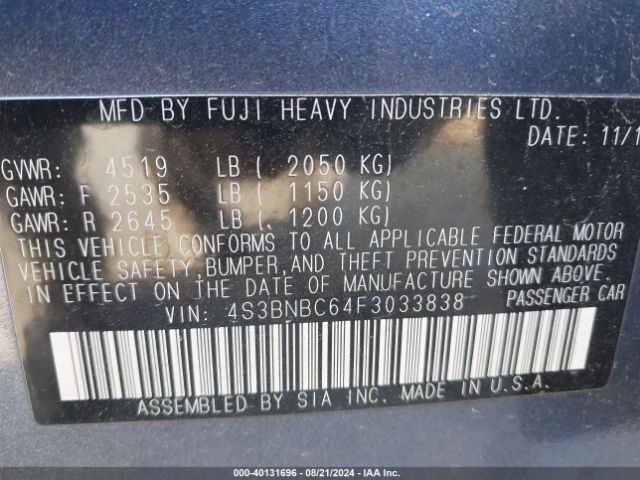 MFD BY FUJI HEAVY INDUSTRIES LTD.
DATE: 11/1
GVWR: 4519 LB ( 2050 KG)
GAWR: F 2535 LB ( 1150 KG)
GAWR: R 2645 LB ( 1200 KG)
THIS VEHICLE CONFORMS TO ALL APPLICABLE FEDERAL MOTOR
VEHICLE SAFETY, BUMPER, AND THEFT PREVENTION STANDARDS
IN EFFECT ON THE DATE OF MANUFACTURE SHOWN ABOVE.
VIN: 4S3BNBC64F3033838 PASSENGER CAR
ASSEMBLED BY SIA INC. MADE IN U.S.A.
000-40131696 - 08/21/2024 - IAA Inc.